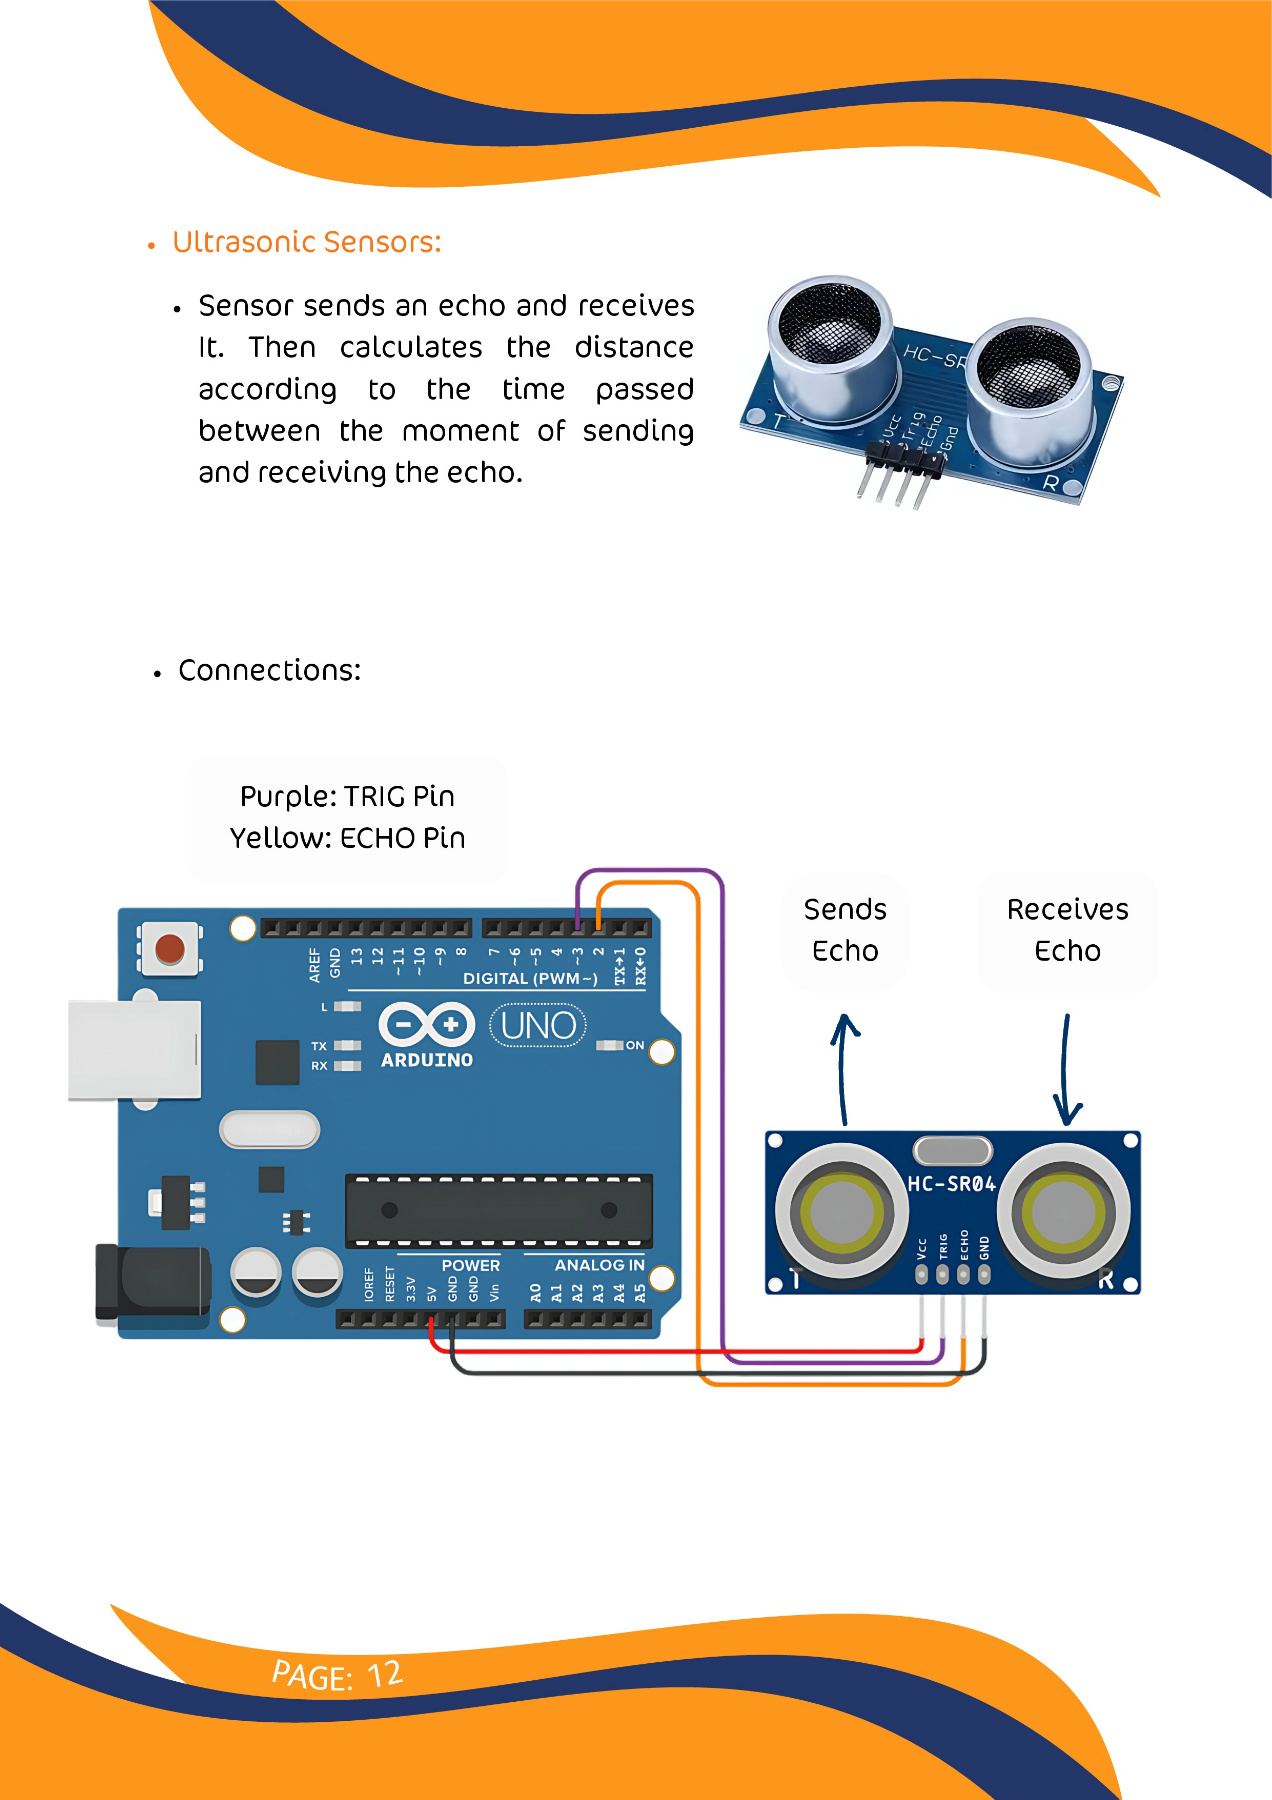 • Ultrasonic Sensors:
• Sensor sends an echo and receives
It. Then calculates the distance
according to the time passed
between the moment of sending
and receiving the echo.
HC-SR
T
Vcc
Trig
Echo
Gnd
R
• Connections:
Purple: TRIG Pin
Yellow: ECHO Pin
Sends
Echo
Receives
Echo
AREF
GND
13
12
~11
~10
~9
8
7
~6
~5
4
~3
2
TX→1
RX←0
DIGITAL (PWM~)
L
TX
RX
ARDUINO
UNO
ON
POWER
ANALOG IN
IOREF
RESET
3.3V
5V
GND
GND
Vin
A0
A1
A2
A3
A4
A5
HC-SR04
Vcc
TRIG
ECHO
GND
T
R
PAGE: 12